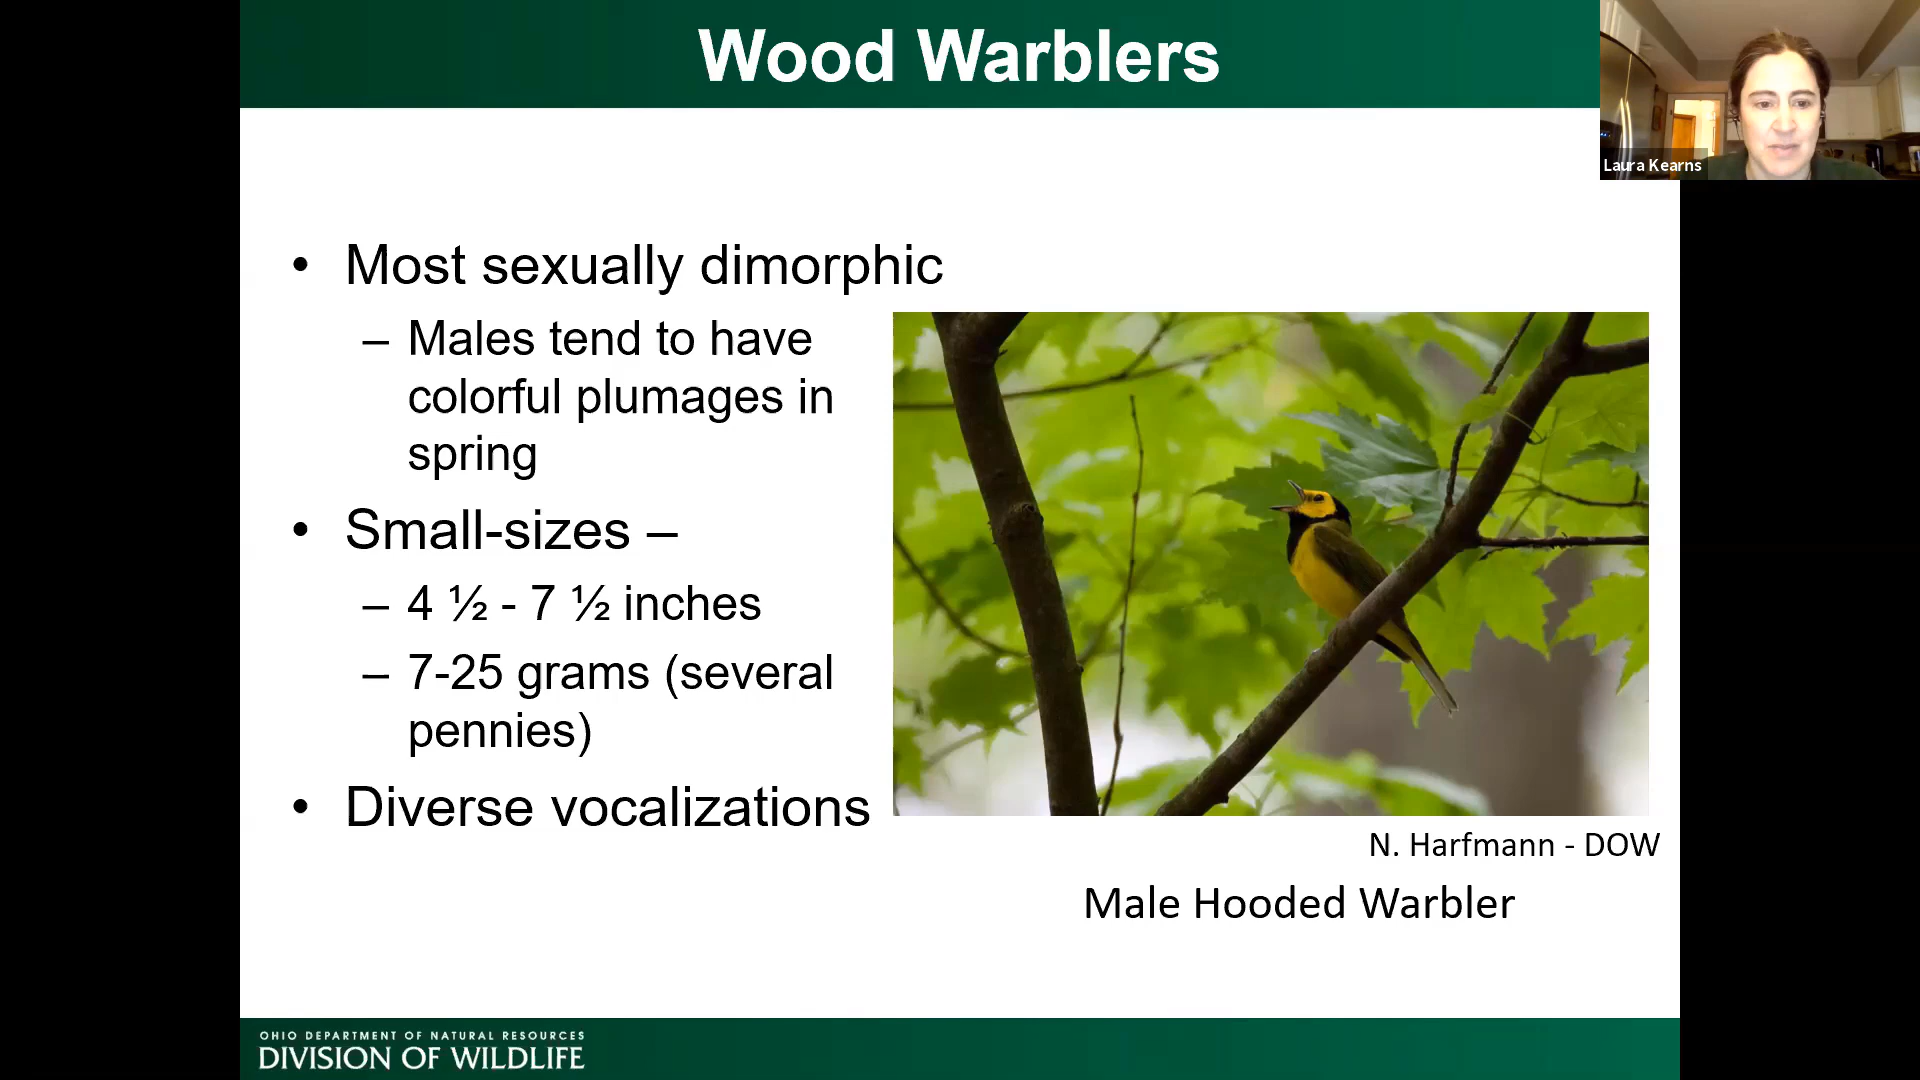 Wood Warblers
Laura Kearns
• Most sexually dimorphic
– Males tend to have
colorful plumages in
spring
• Small-sizes –
– 4 ½ - 7 ½ inches
– 7-25 grams (several
pennies)
• Diverse vocalizations
N. Harfmann - DOW
Male Hooded Warbler
OHIO DEPARTMENT OF NATURAL RESOURCES
DIVISION OF WILDLIFE